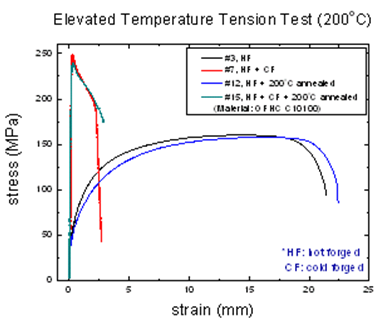 Elevated Temperature Tension Test (200°C)
#3, HF
#7, HF + CF
#12, HF + 200°C annealed
#15, HF + CF + 200°C annealed
(Material: OFHC C10100)
250
200
150
100
50
0
stress (MPa)
*HF: hot forged
CF: cold forged
0 5 10 15 20 25
strain (mm)